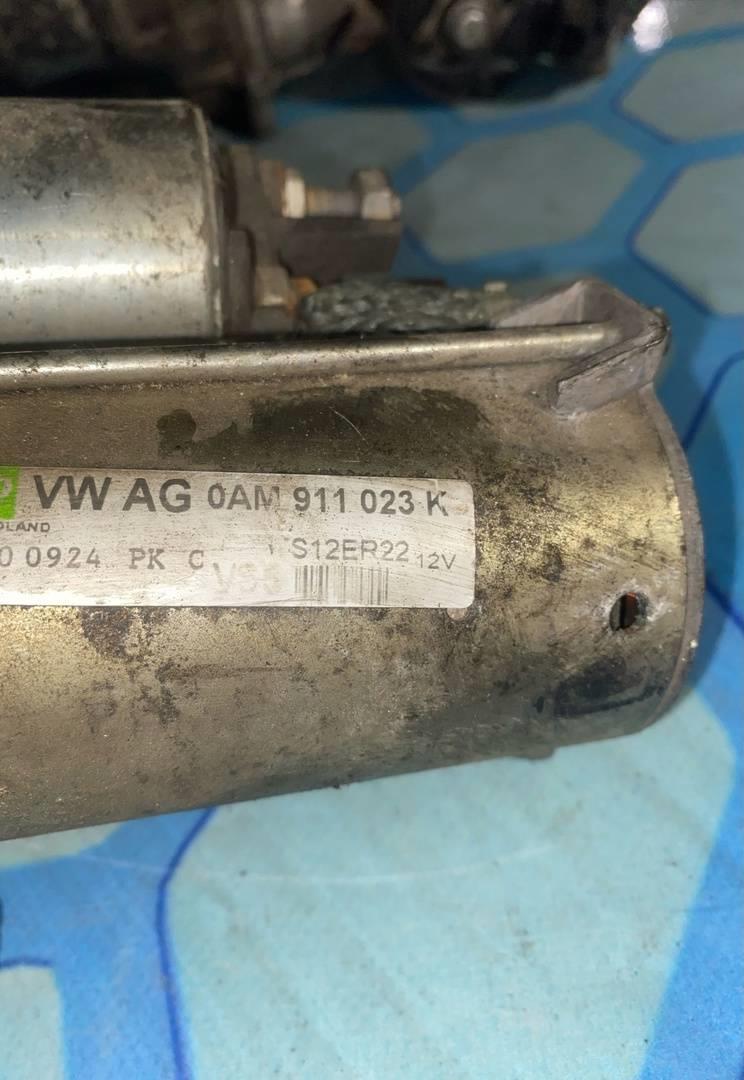 VW AG 0AM 911 023 K
OLAND
0 0924 PK C S12ER22 12V